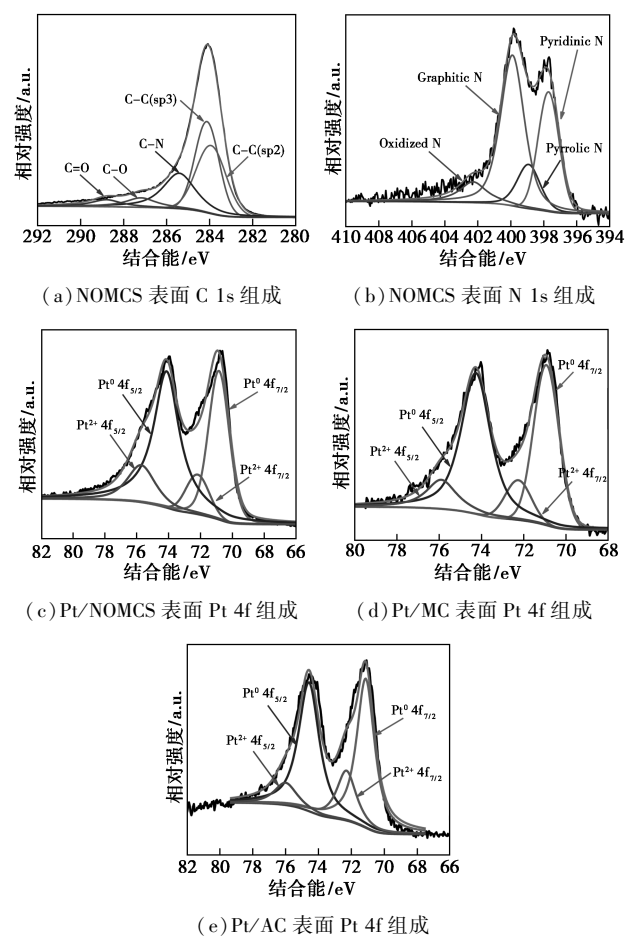 相对强度/a.u.
C-C(sp3)
C-N
C-C(sp2)
C=O
C-O
292 290 288 286 284 282 280
结合能/eV
(a)NOMCS 表面 C 1s 组成
相对强度/a.u.
Pyridinic N
Graphitic N
Oxidized N
Pyrrolic N
410 408 406 404 402 400 398 396 394
结合能/eV
(b)NOMCS 表面 N 1s 组成
相对强度/a.u.
Pt⁰ 4f₅/₂
Pt⁰ 4f₇/₂
Pt²⁺ 4f₅/₂
Pt²⁺ 4f₇/₂
82 80 78 76 74 72 70 68 66
结合能/eV
(c)Pt/NOMCS 表面 Pt 4f 组成
相对强度/a.u.
Pt⁰ 4f₇/₂
Pt⁰ 4f₅/₂
Pt²⁺ 4f₅/₂
Pt²⁺ 4f₇/₂
80 78 76 74 72 70 68
结合能/eV
(d)Pt/MC 表面 Pt 4f 组成
相对强度/a.u.
Pt⁰ 4f₅/₂
Pt⁰ 4f₇/₂
Pt²⁺ 4f₅/₂
Pt²⁺ 4f₇/₂
82 80 78 76 74 72 70 68 66
结合能/eV
(e)Pt/AC 表面 Pt 4f 组成